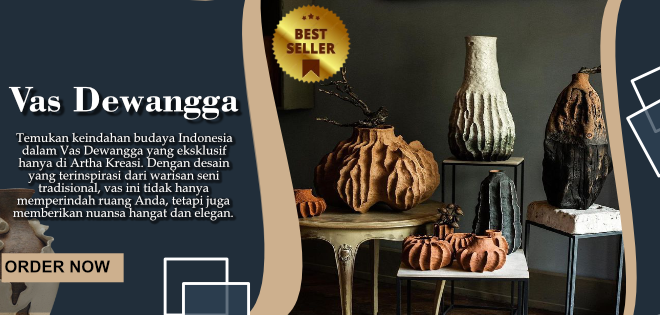 BEST
SELLER
Vas Dewangga
Temukan keindahan budaya Indonesia
dalam Vas Dewangga yang eksklusif
hanya di Artha Kreasi. Dengan desain
yang terinspirasi dari warisan seni
tradisional, vas ini tidak hanya
memperindah ruang Anda, tetapi juga
memberikan nuansa hangat dan elegan.
ORDER NOW